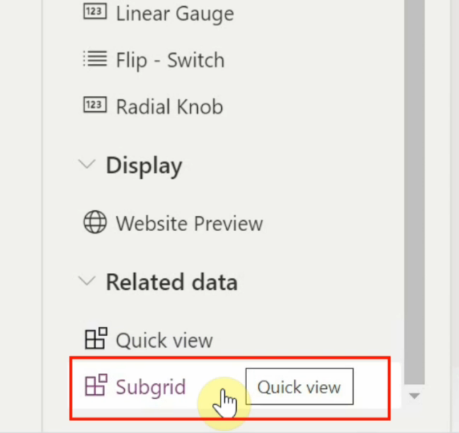 123 Linear Gauge
Flip - Switch
123 Radial Knob
Display
Website Preview
Related data
Quick view
Subgrid Quick view